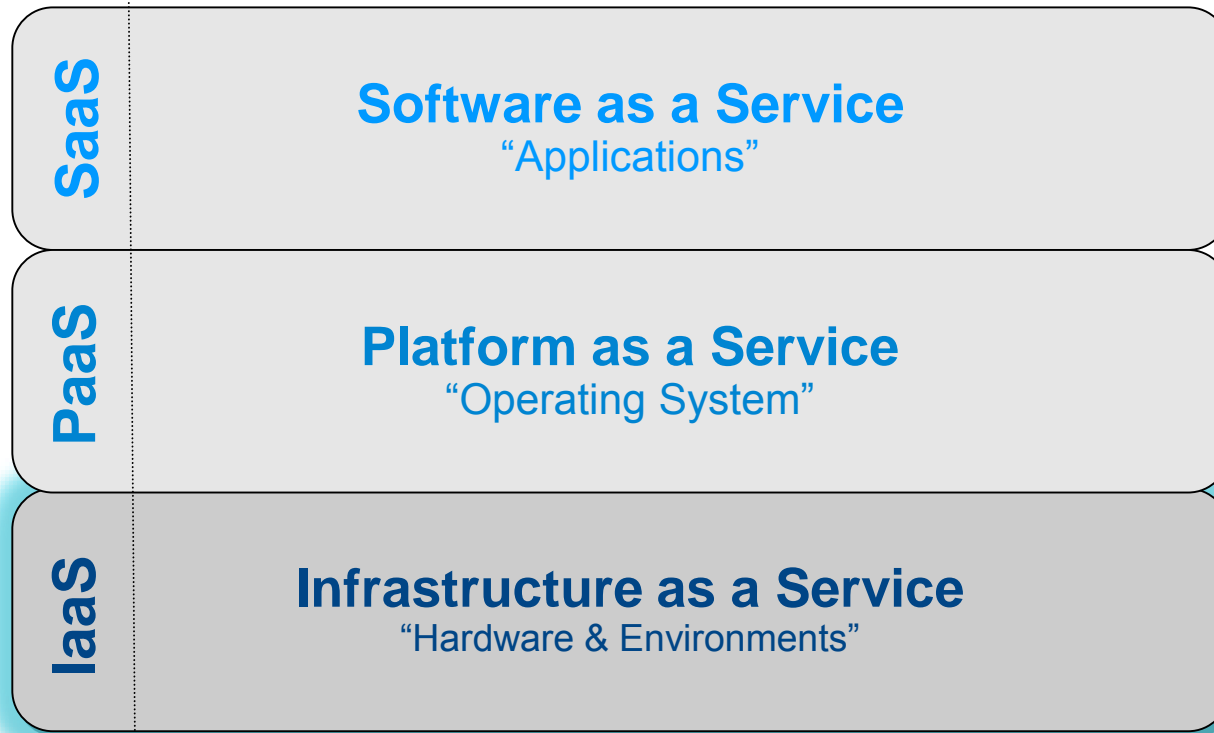 SaaS
Software as a Service
“Applications”
PaaS
Platform as a Service
“Operating System”
IaaS
Infrastructure as a Service
“Hardware & Environments”